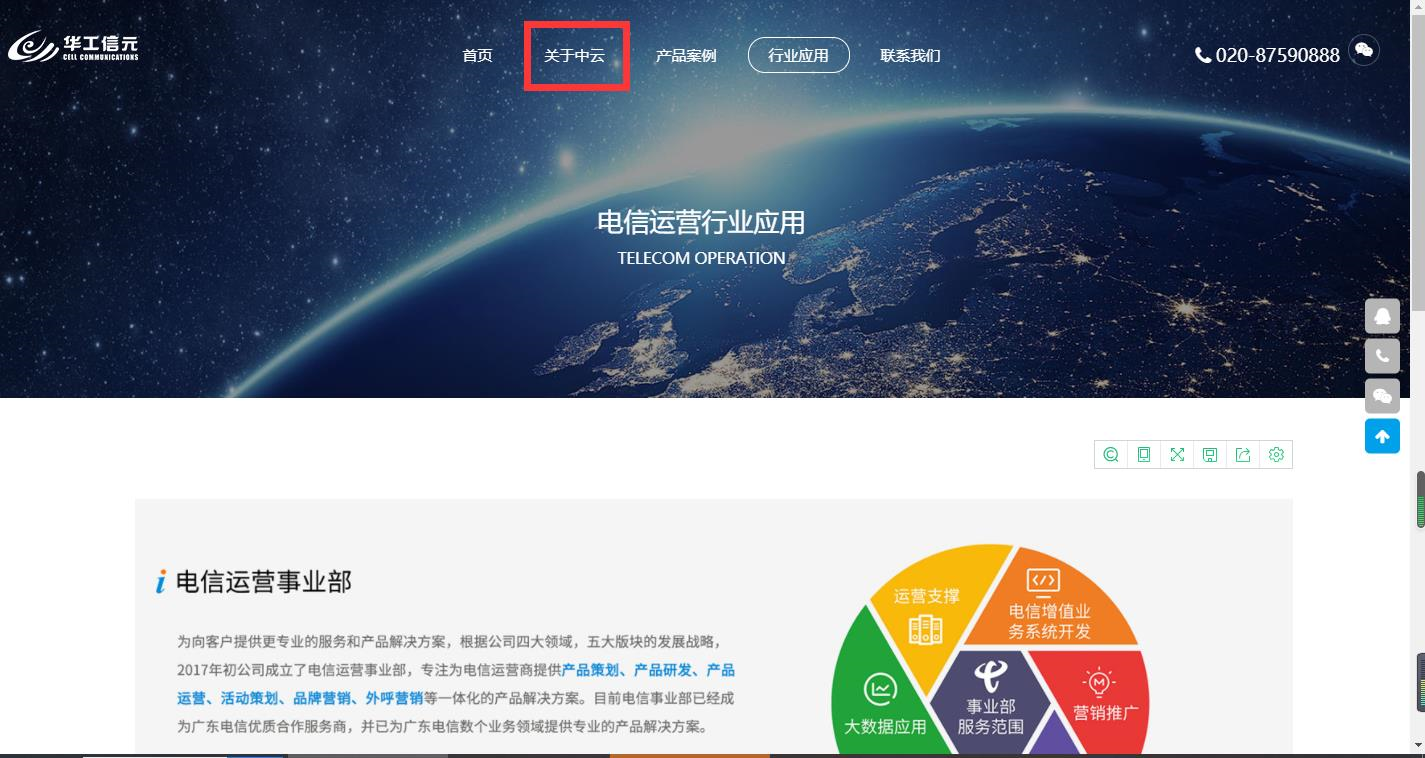 华工信元
CELL COMMUNICATIONS
首页
关于中云
产品案例
行业应用
联系我们
020-87590888
电信运营行业应用
TELECOM OPERATION
i 电信运营事业部
为向客户提供更专业的服务和产品解决方案，根据公司四大领域，五大版块的发展战略，
2017年初公司成立了电信运营事业部，专注为电信运营商提供产品策划、产品研发、产品
运营、活动策划、品牌营销、外呼营销等一体化的产品解决方案。目前电信事业部已经成
为广东电信优质合作服务商，并已为广东电信数个业务领域提供专业的产品解决方案。
运营支撑
电信增值业
务系统开发
大数据应用
事业部
服务范围
营销推广